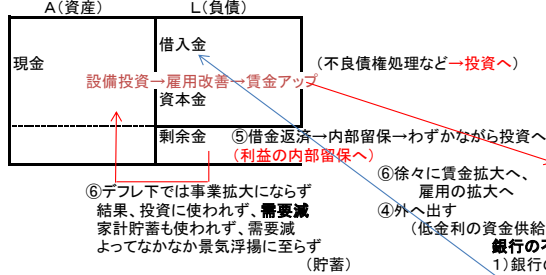 A(資産)
L(負債)
現金
借入金
(不良債権処理など→投資へ)
設備投資→雇用改善→賃金アップ
資本金
剰余金
⑤借金返済→内部留保→わずかながら投資へ
(利益の内部留保へ)
⑥デフレ下では事業拡大にならず
結果、投資に使われず、需要減
家計貯蓄も使われず、需要減
よってなかなか景気浮揚に至らず
(貯蓄)
⑥徐々に賃金拡大へ、
雇用の拡大へ
④外へ出す
(低金利の資金供給
銀行の
1)銀行の